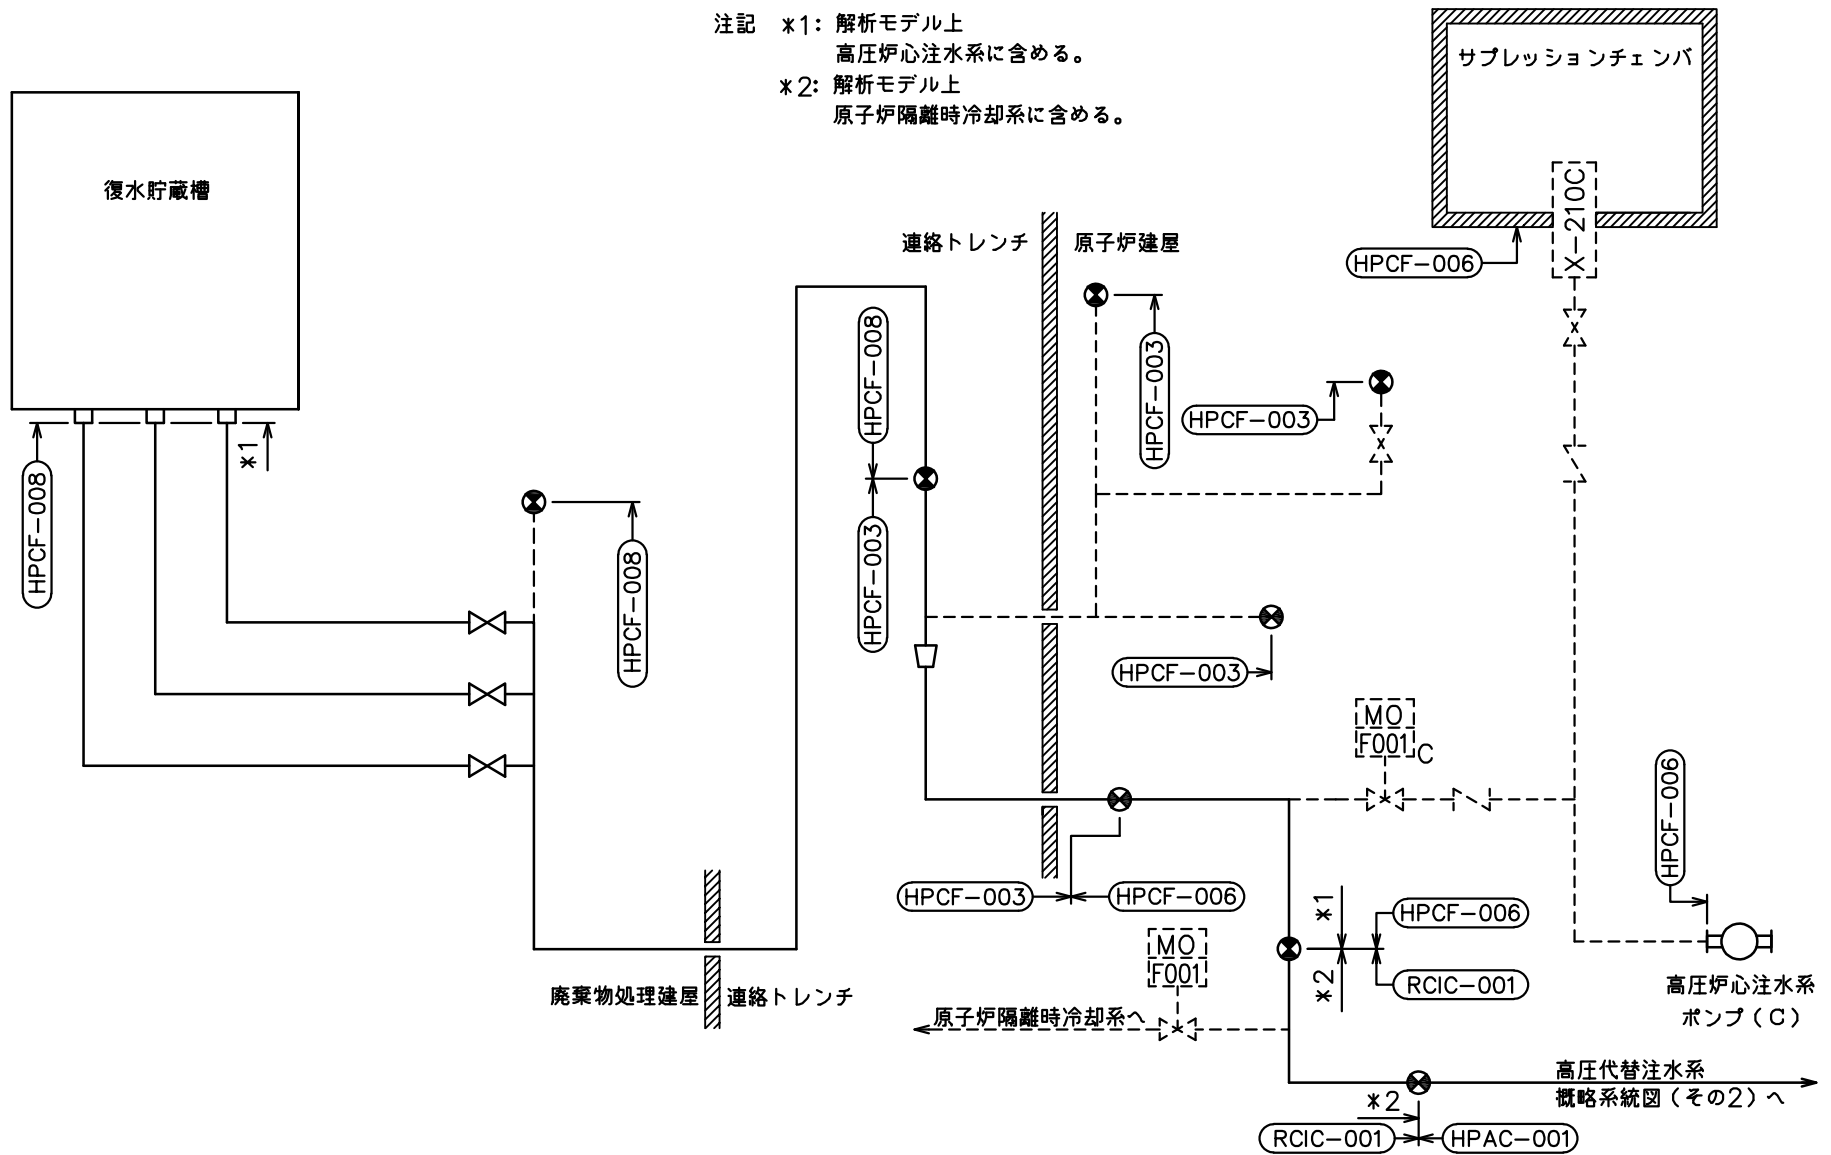 注記 *1: 解析モデル上
高圧炉心注水系に含める。
*2: 解析モデル上
原子炉隔離時冷却系に含める。
サプレッションチェンバ
復水貯蔵槽
X-210C
連絡トレンチ
原子炉建屋
HPCF-006
HPCF-008
HPCF-003
HPCF-003
*1
HPCF-008
HPCF-008
HPCF-003
HPCF-003
MO
F001
C
HPCF-006
HPCF-003
HPCF-006
*1
HPCF-006
MO
F001
*2
RCIC-001
廃棄物処理建屋
連絡トレンチ
原子炉隔離時冷却系へ
高圧炉心注水系
ポンプ(C)
高圧代替注水系
概略系統図(その2)へ
*2
RCIC-001
HPAC-001